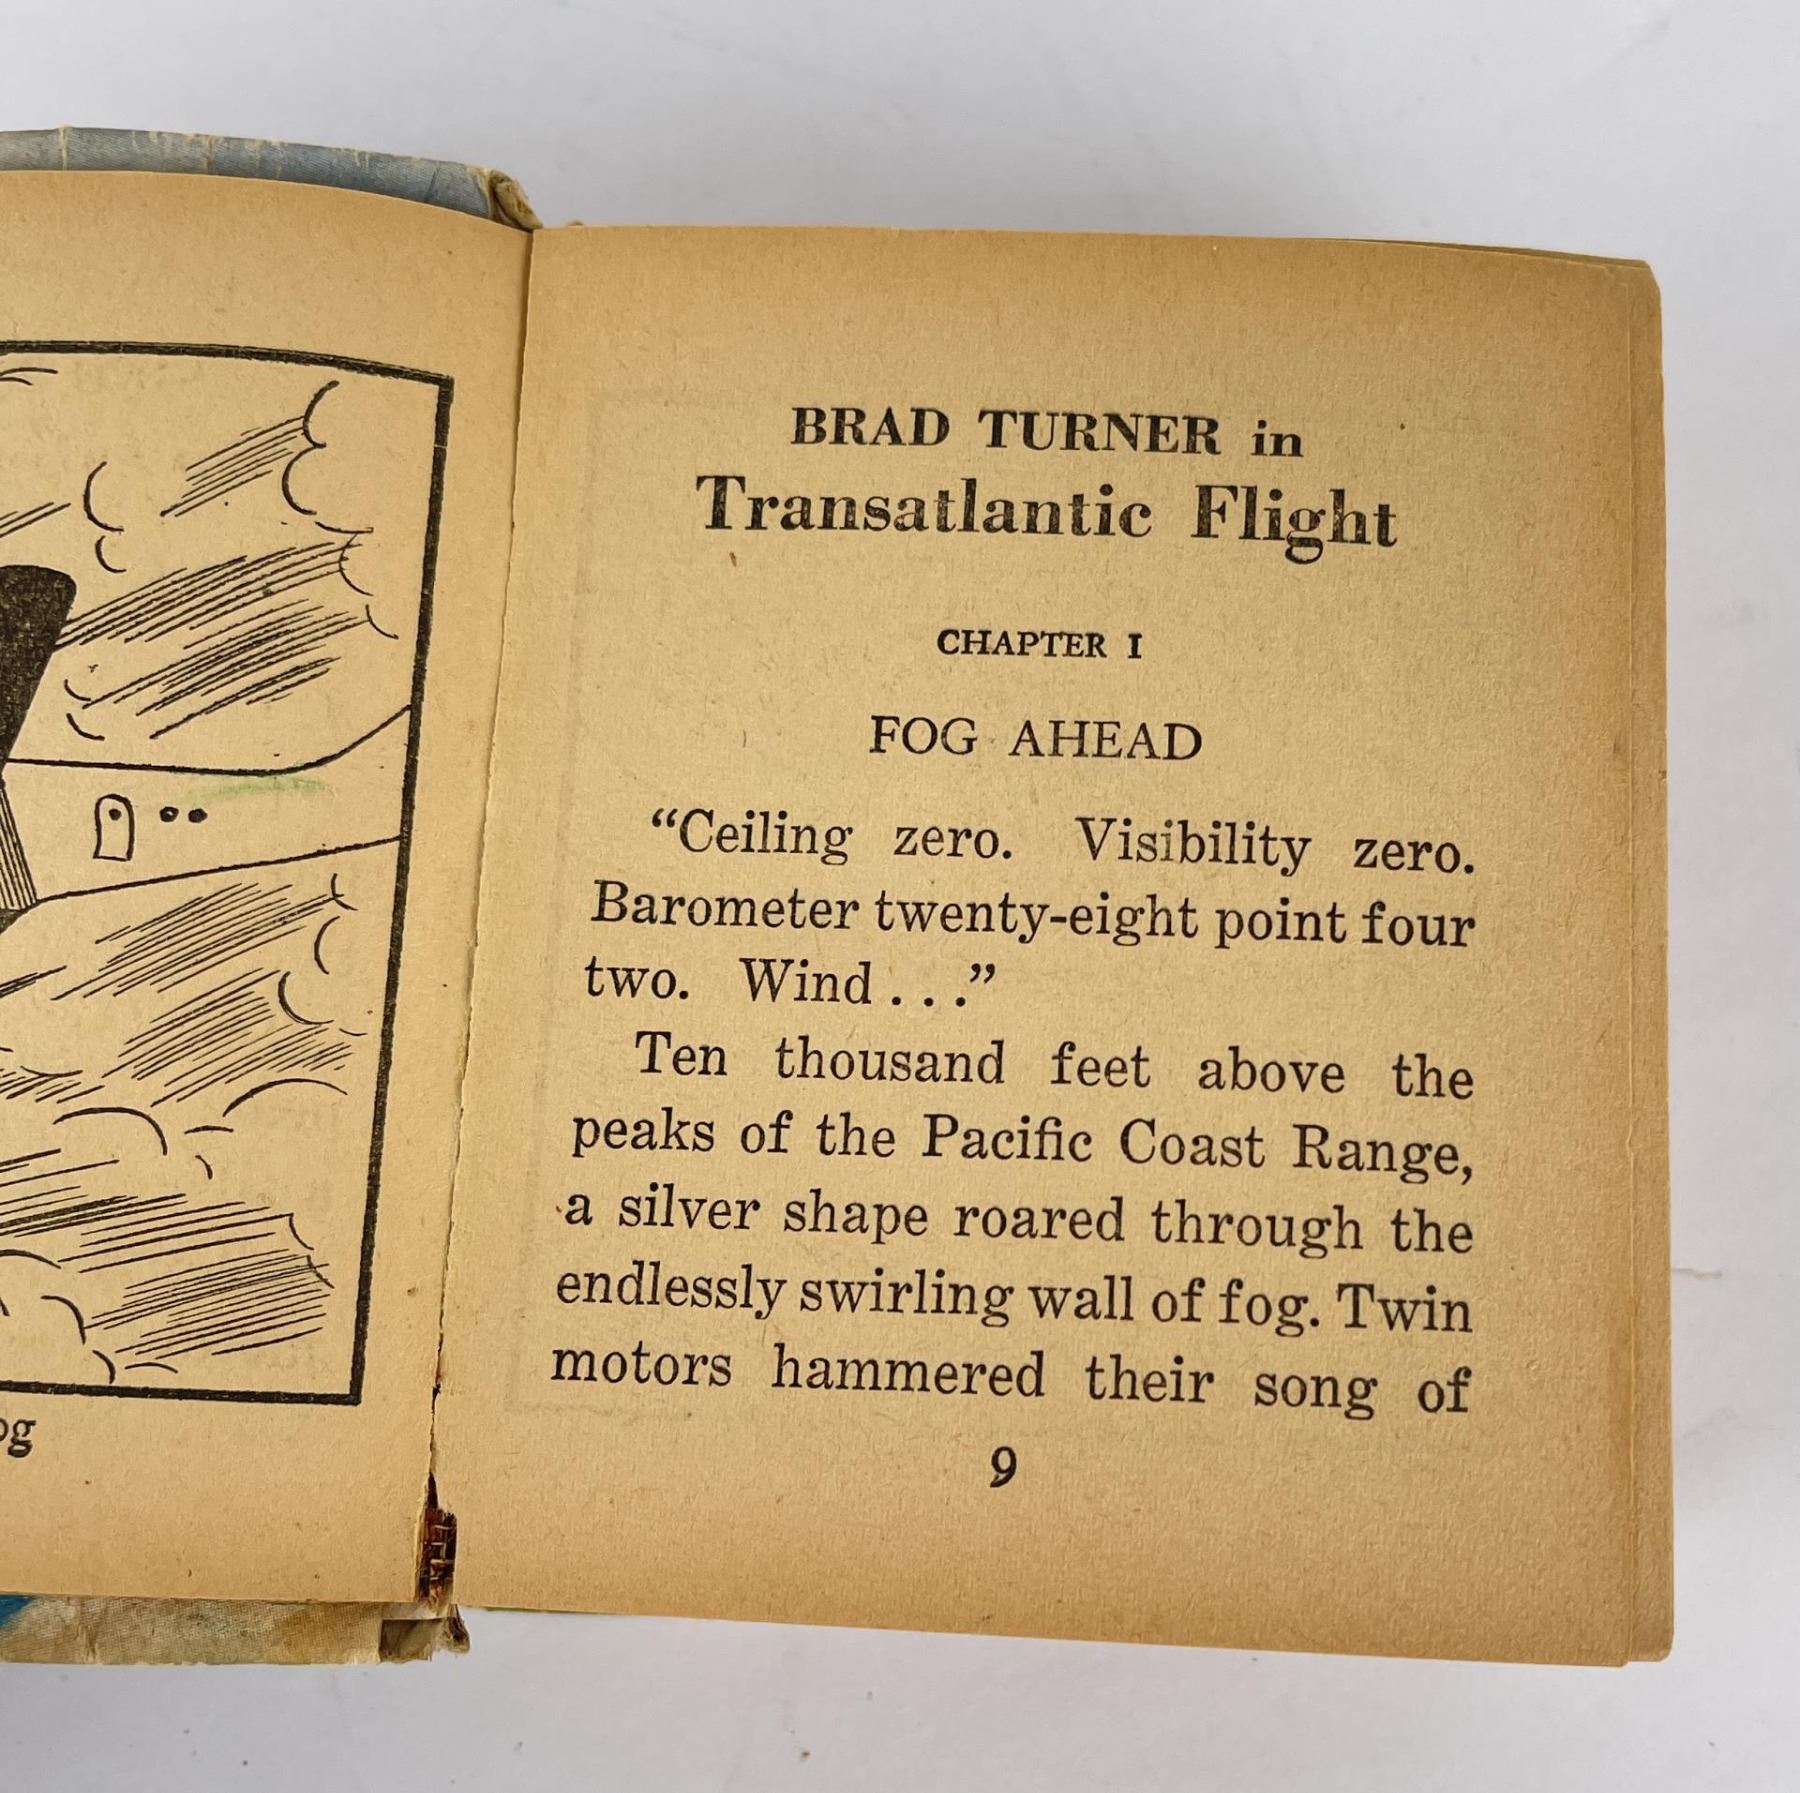 BRAD TURNER in
Transatlantic Flight
CHAPTER I
FOG AHEAD
“Ceiling zero. Visibility zero.
Barometer twenty-eight point four
two. Wind . . .”
Ten thousand feet above the
peaks of the Pacific Coast Range,
a silver shape roared through the
endlessly swirling wall of fog. Twin
motors hammered their song of
9